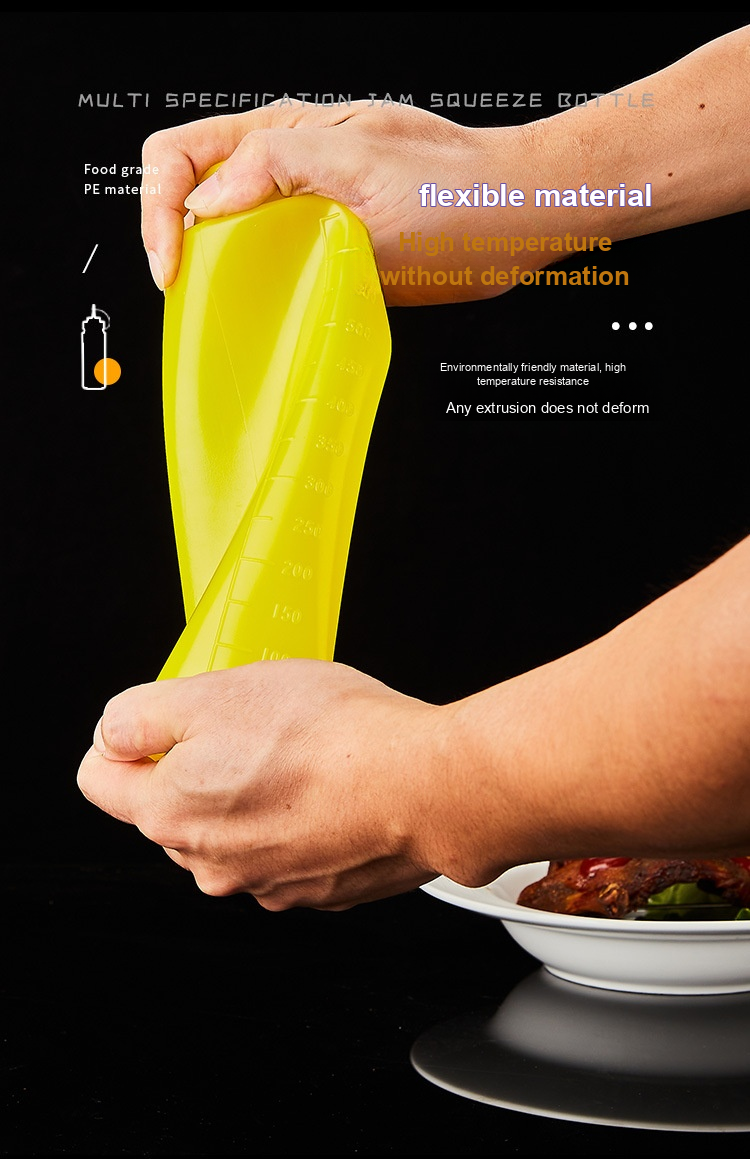 MULTI SPECIFICATION JAM SQUEEZE BOTTLE
Food grade
PE material
flexible material
High temperature
without deformation
Environmentally friendly material, high
temperature resistance
Any extrusion does not deform
500
450
400
350
300
250
200
150
100